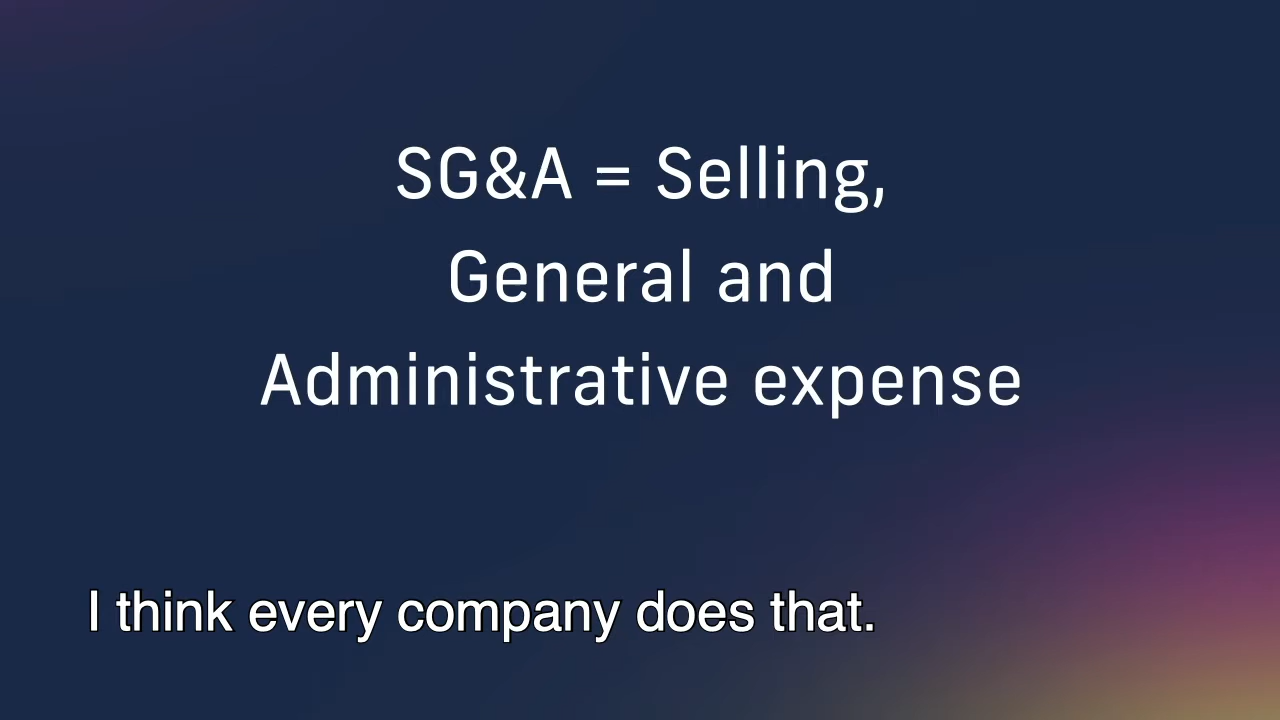 SG&A = Selling,
General and
Administrative expense
I think every company does that.